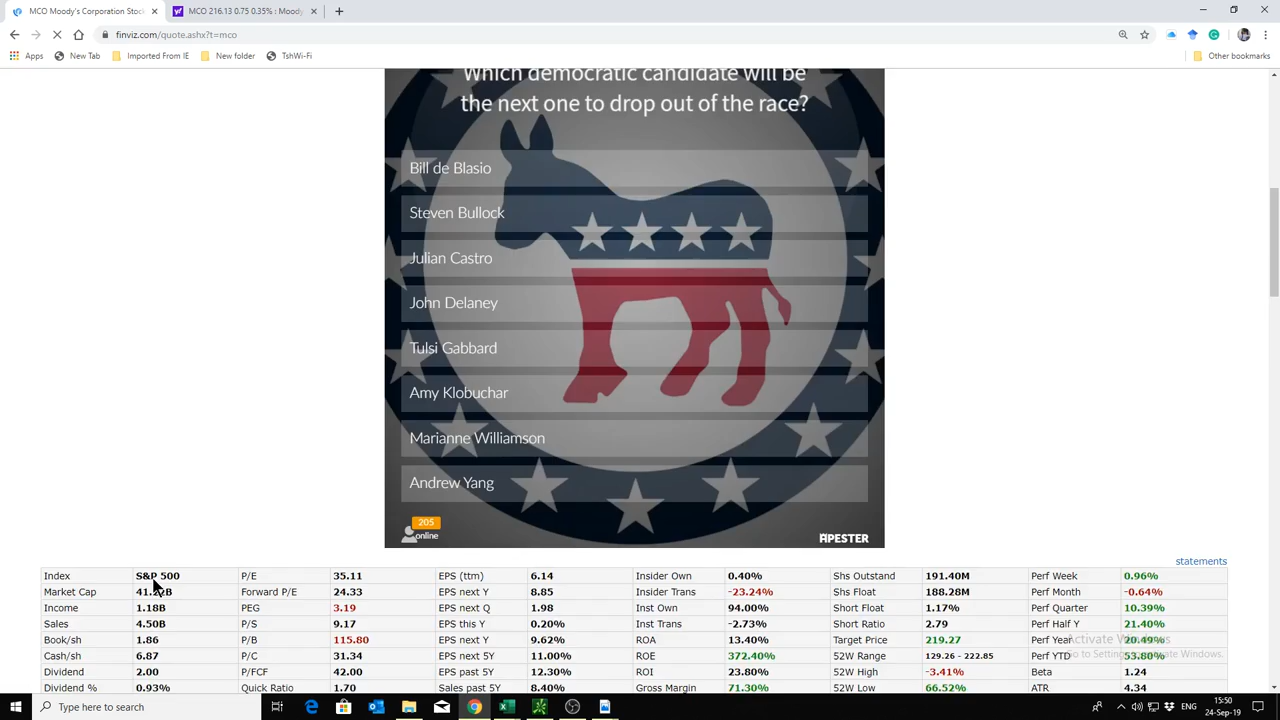 MCO Moody's Corporation Stock
MCO 216.13 0.75 0.35% : Moody
finviz.com/quote.ashx?t=mco
Apps
New Tab
Imported From IE
New folder
TshWi-Fi
Other bookmarks
Which democratic candidate will be
the next one to drop out of the race?
Bill de Blasio
Steven Bullock
Julian Castro
John Delaney
Tulsi Gabbard
Amy Klobuchar
Marianne Williamson
Andrew Yang
205
online
APESTER
statements
Index S&P 500 P/E 35.11 EPS (ttm) 6.14 Insider Own 0.40% Shs Outstand 191.40M Perf Week 0.96%
Market Cap Forward P/E 24.33 EPS next Y 8.85 Insider Trans -23.24% Shs Float 188.28M Perf Month -0.64%
Income 1.18B PEG 3.19 EPS next Q 1.98 Inst Own 94.00% Short Float 1.17% Perf Quarter 10.39%
Sales 4.50B P/S 9.17 EPS this Y 0.20% Inst Trans -2.73% Short Ratio 2.79 Perf Half Y 21.40%
Book/sh 1.86 P/B 115.80 EPS next Y 9.62% ROA 13.40% Target Price 219.27 Perf Year 20.49%
Activate Windows
Cash/sh 6.87 P/C 31.34 EPS next 5Y 11.00% ROE 372.40% 52W Range 129.26 - 222.85 Perf YTD 53.80%
Go to Settings to activate Windows.
Dividend 2.00 P/FCF 42.00 EPS past 5Y 12.30% ROI 23.80% 52W High -3.41% Beta 1.24
Dividend % 0.93% Quick Ratio 1.70 Sales past 5Y 8.40% Gross Margin 71.30% 52W Low 66.52% ATR 4.34
Type here to search
15:50
24-Sep-19